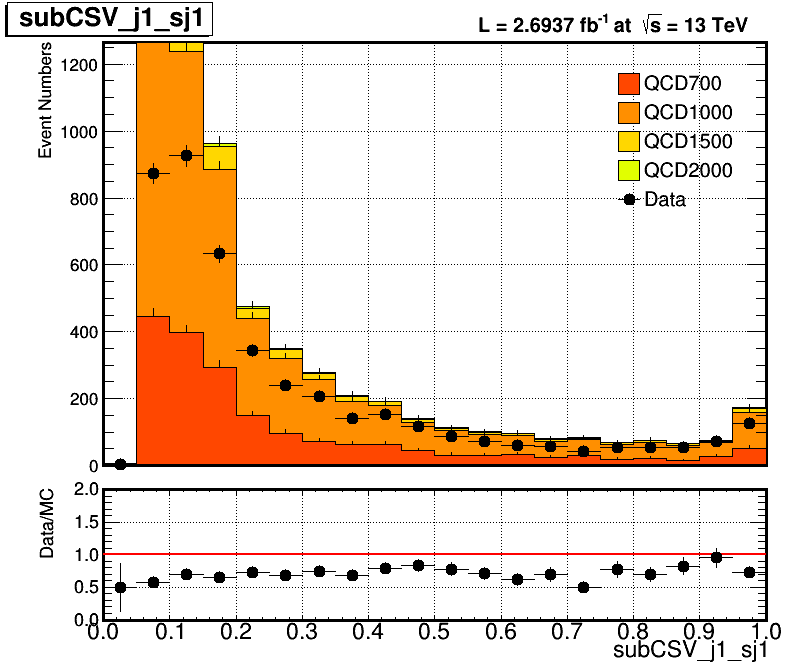 subCSV_j1_sj1
L = 2.6937 fb-1 at √s = 13 TeV
Event Numbers
1200
1000
800
600
400
200
0
QCD700
QCD1000
QCD1500
QCD2000
Data
Data/MC
2.0
1.5
1.0
0.5
0.0
0.0 0.1 0.2 0.3 0.4 0.5 0.6 0.7 0.8 0.9 1.0
subCSV_j1_sj1